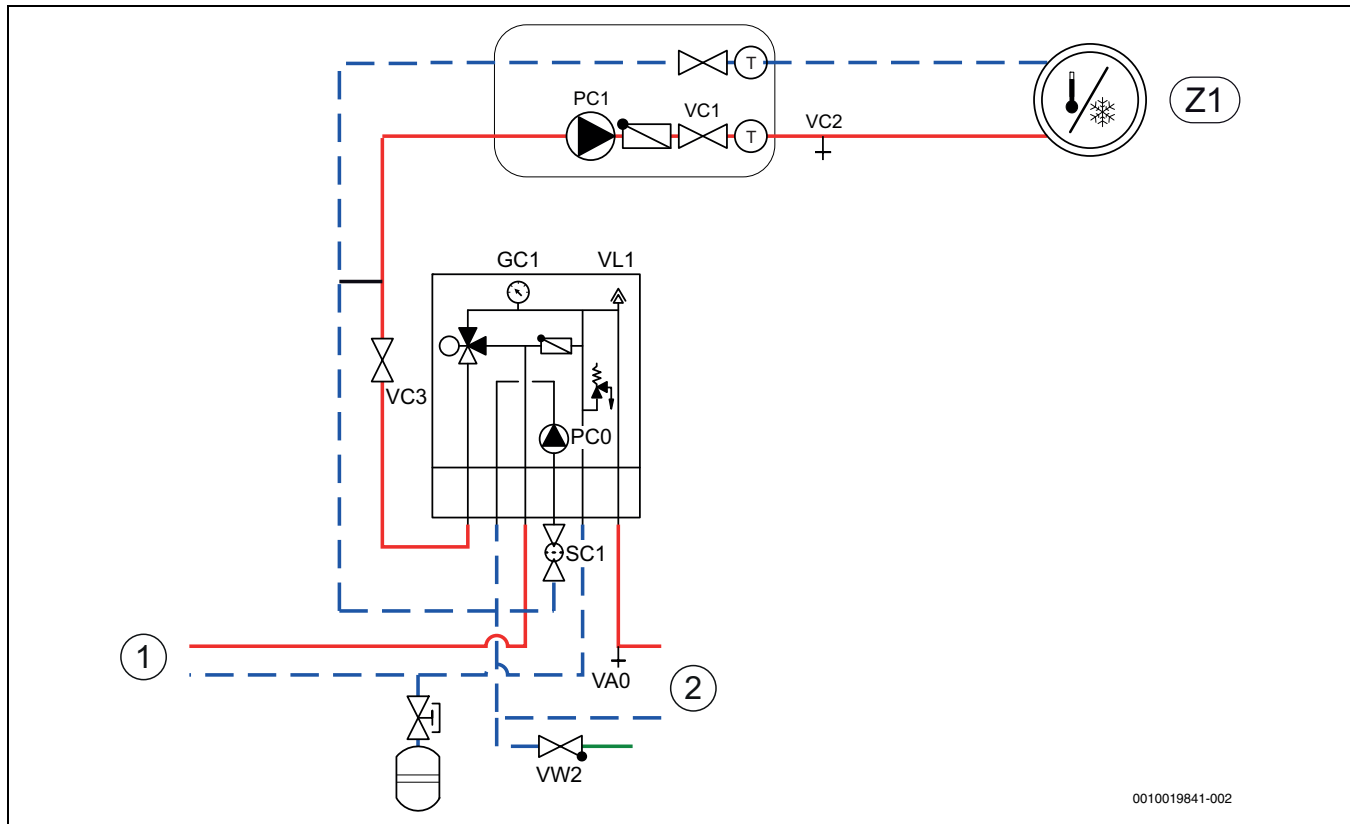 T
PC1
VC1
T
VC2
Z1
GC1
VL1
VC3
PC0
SC1
1
VA0
2
VW2
0010019841-002